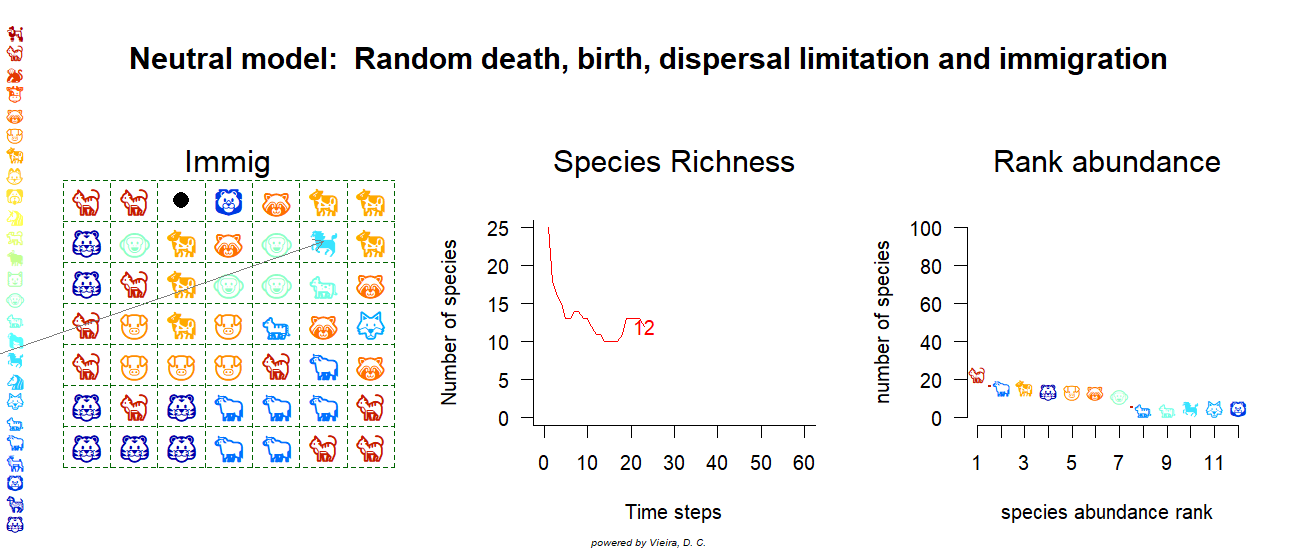 Neutral model:  Random death, birth, dispersal limitation and immigration
Immig
Species Richness
Number of species
25
20
15
10
5
0
12
0 10 20 30 40 50 60
Time steps
Rank abundance
number of species
100
80
60
40
20
0
1 3 5 7 9 11
species abundance rank
powered by Vieira, D. C.